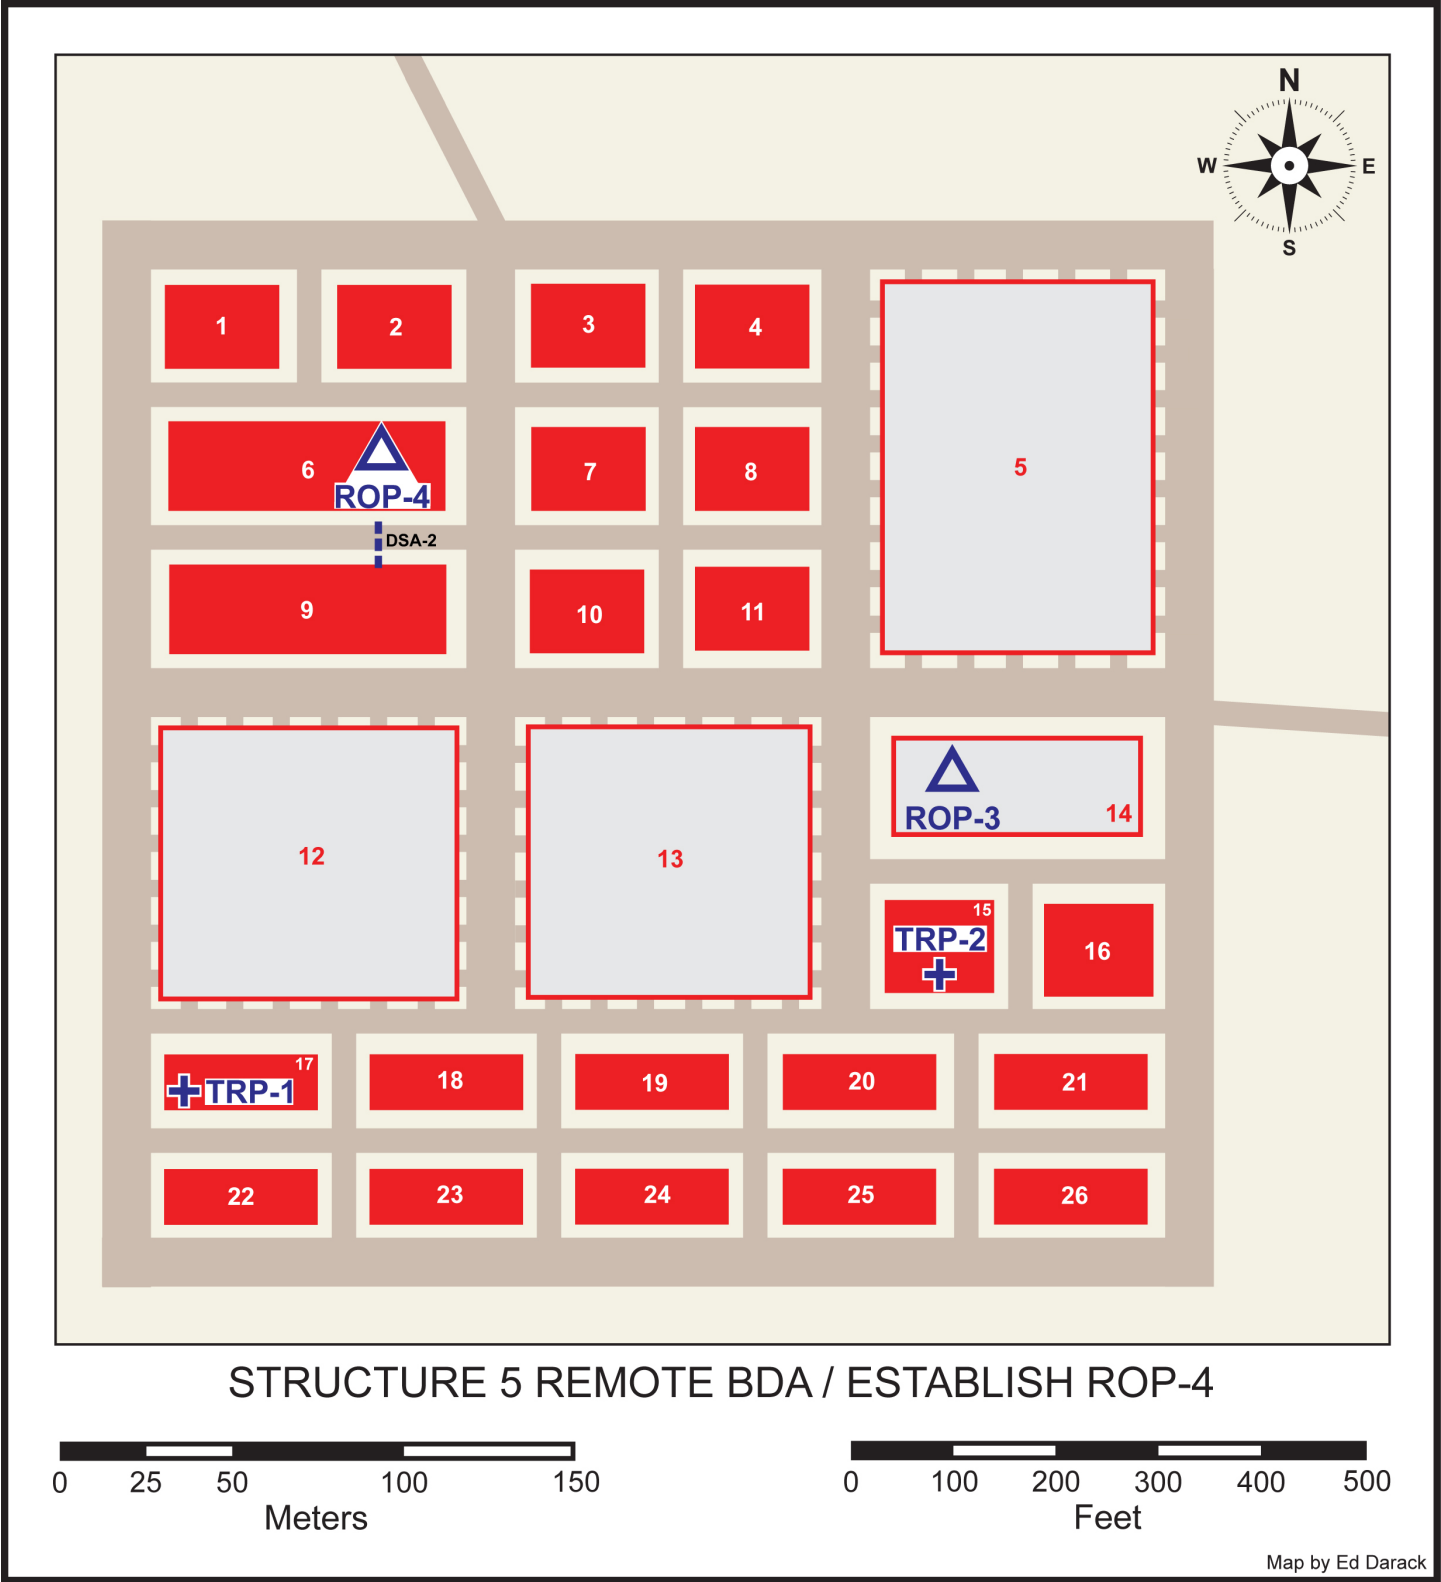 N
W E
S
1 2 3 4
5
6 7 8
ROP-4
DSA-2
9 10 11
ROP-3 14
12 13
15
TRP-2
16
17
TRP-1 18 19 20 21
22 23 24 25 26
STRUCTURE 5 REMOTE BDA / ESTABLISH ROP-4
0 25 50 100 150
Meters
0 100 200 300 400 500
Feet
Map by Ed Darack